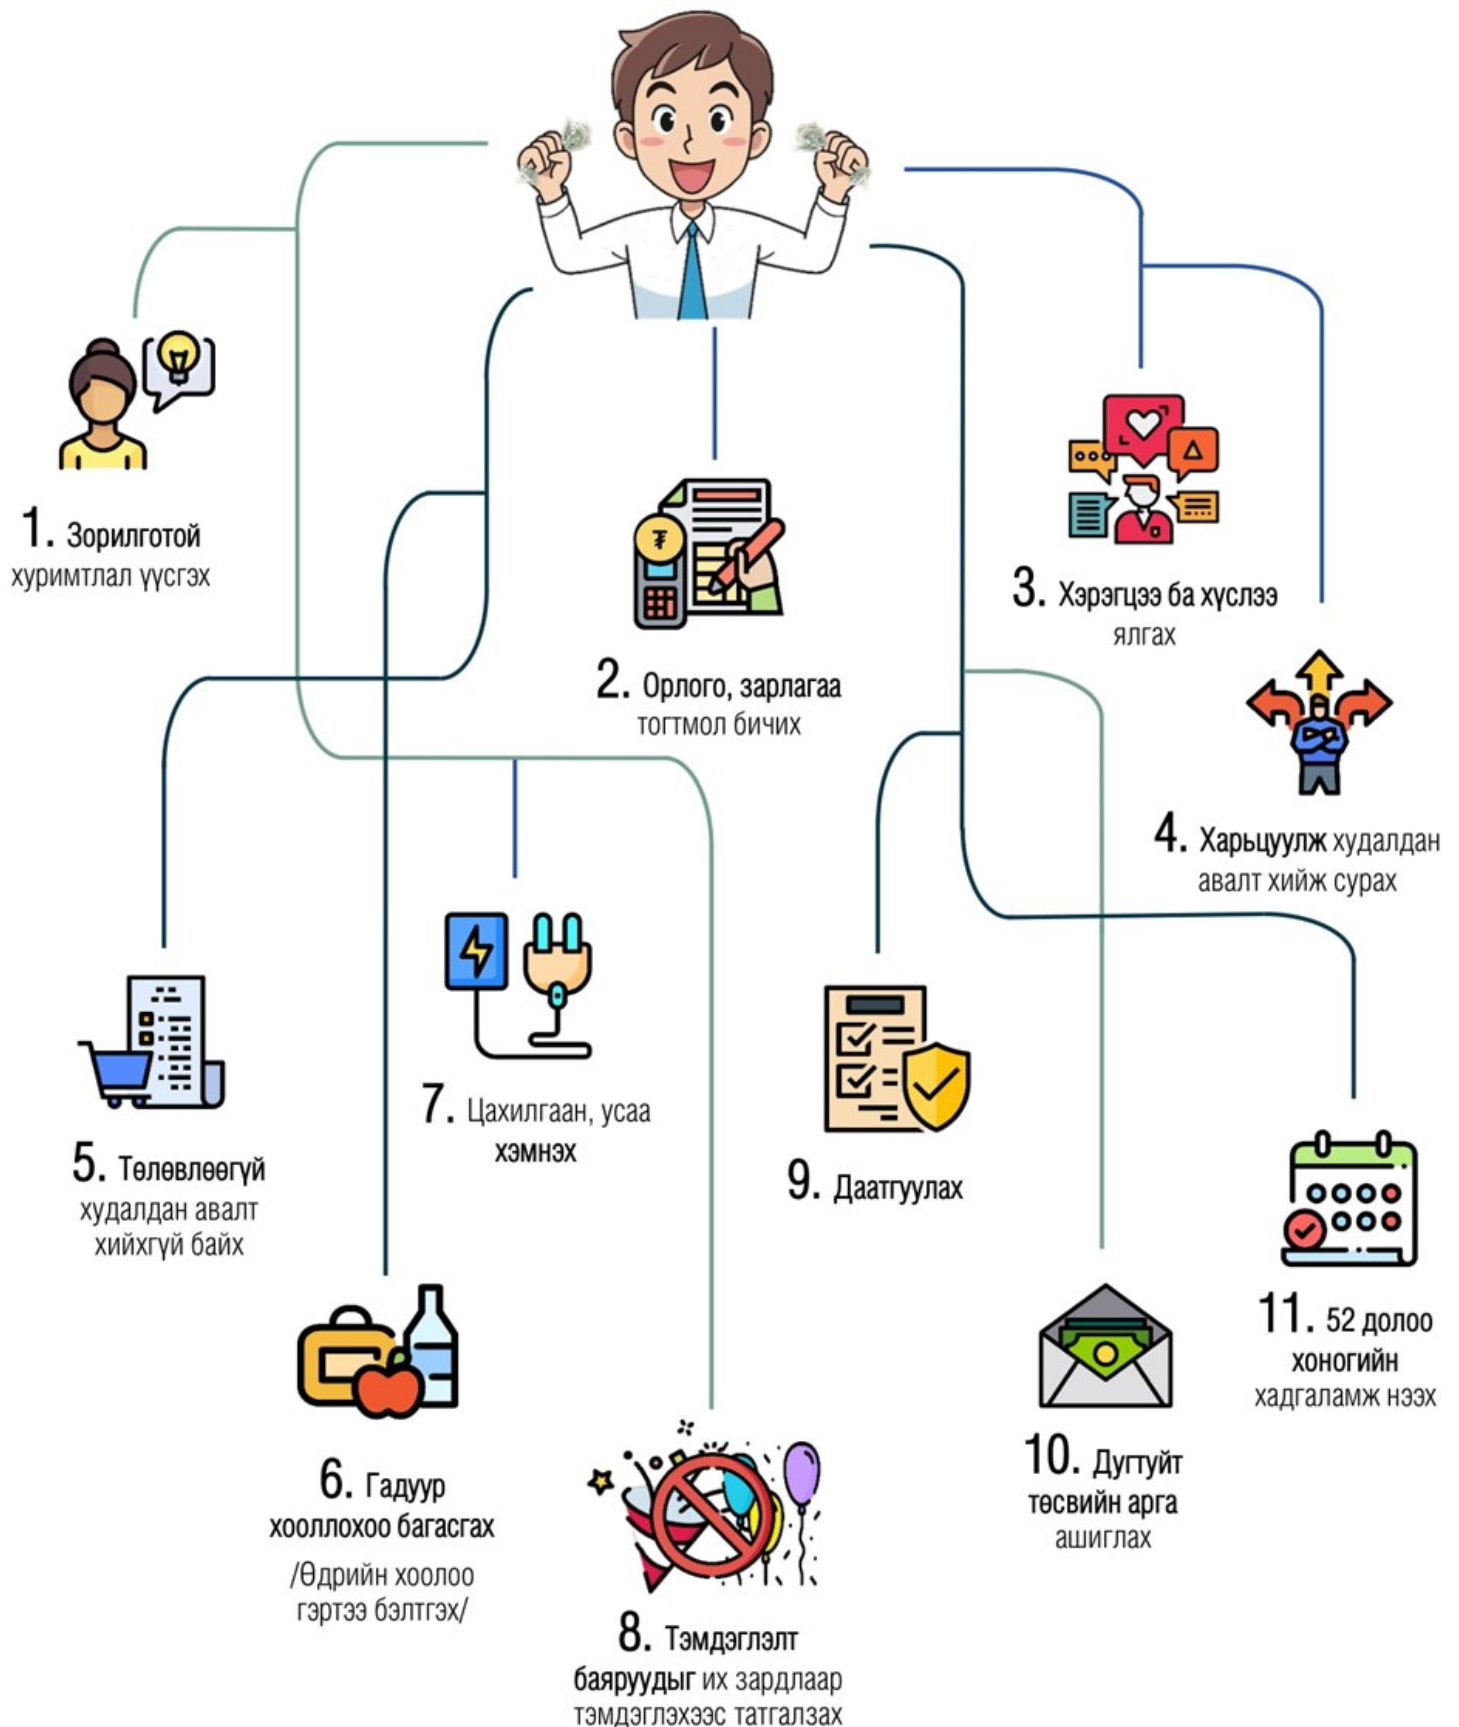 1. Зорилготой
хуримтлал үүсгэх
2. Орлого, зарлагаа
тогтмол бичих
3. Хэрэгцээ ба хүслээ
ялгах
4. Харьцуулж худалдан
авалт хийж сурах
5. Төлөвлөөгүй
худалдан авалт
хийхгүй байх
6. Гадуур
хооллохоо багасгах
/Өдрийн хоолоо
гэртээ бэлтгэх/
7. Цахилгаан, усаа
хэмнэх
8. Тэмдэглэлт
баяруудыг их зардлаар
тэмдэглэхээс татгалзах
9. Даатгуулах
10. Дугтуйт
төсвийн арга
ашиглах
11. 52 долоо
хоногийн
хадгаламж нээх